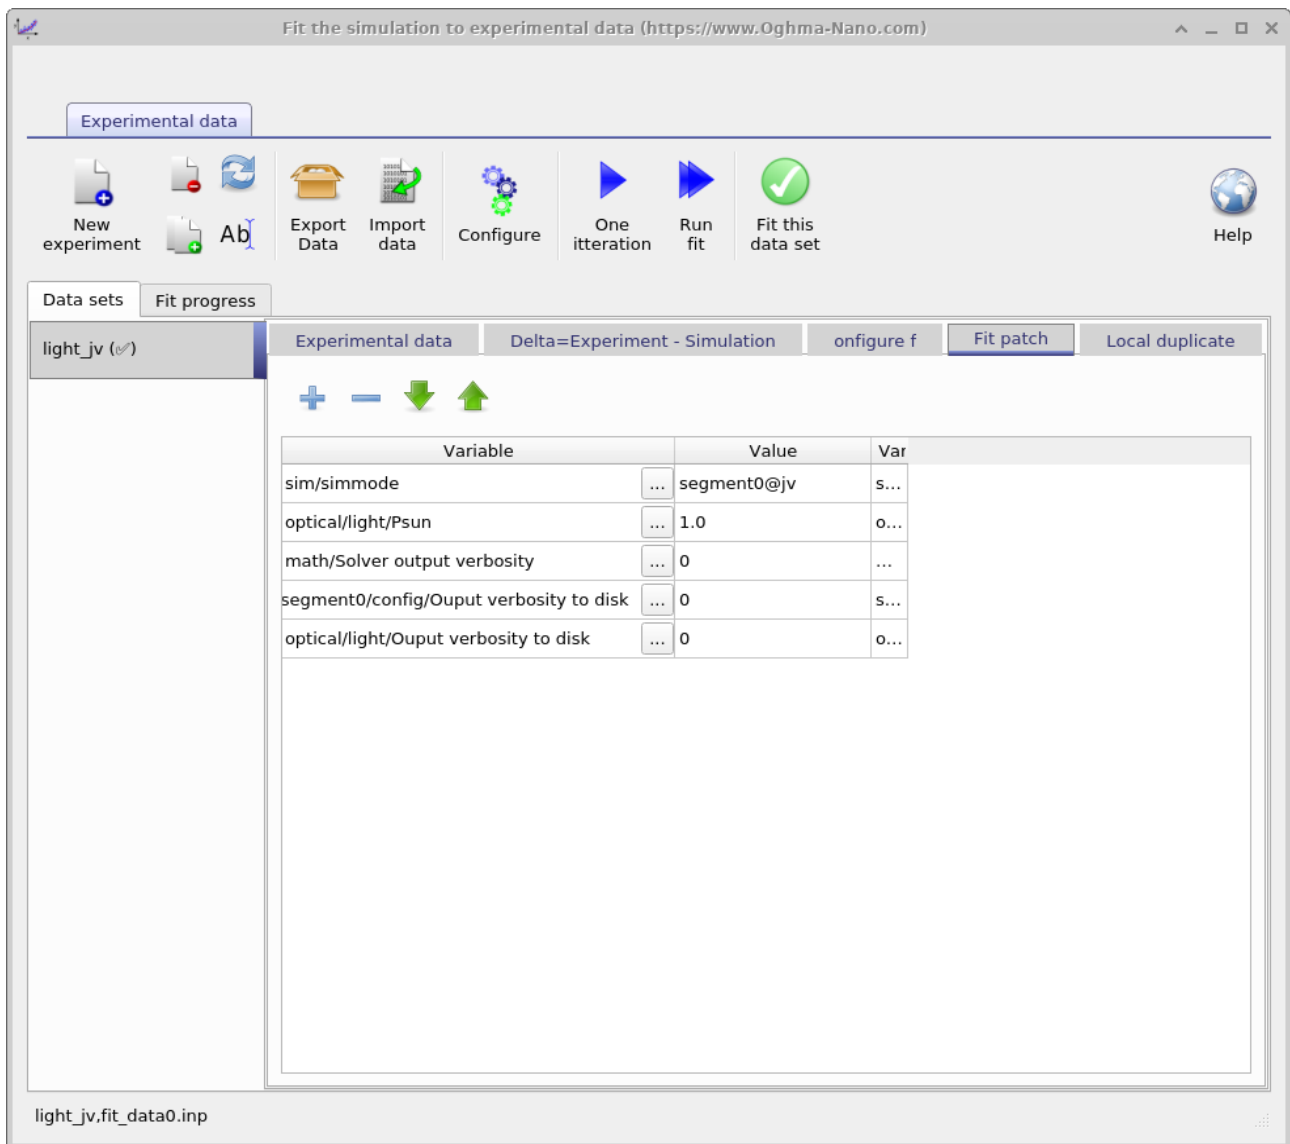 Fit the simulation to experimental data (https://www.Oghma-Nano.com)
Experimental data
New experiment
Ab
Export Data
Import data
Configure
One itteration
Run fit
Fit this data set
Help
Data sets
Fit progress
light_jv (✅)
Experimental data
Delta=Experiment - Simulation
onfigure f
Fit patch
Local duplicate
Variable Value Var
sim/simmode ... segment0@jv s...
optical/light/Psun ... 1.0 o...
math/Solver output verbosity ... 0 ...
segment0/config/Ouput verbosity to disk ... 0 s...
optical/light/Ouput verbosity to disk ... 0 o...
light_jv,fit_data0.inp